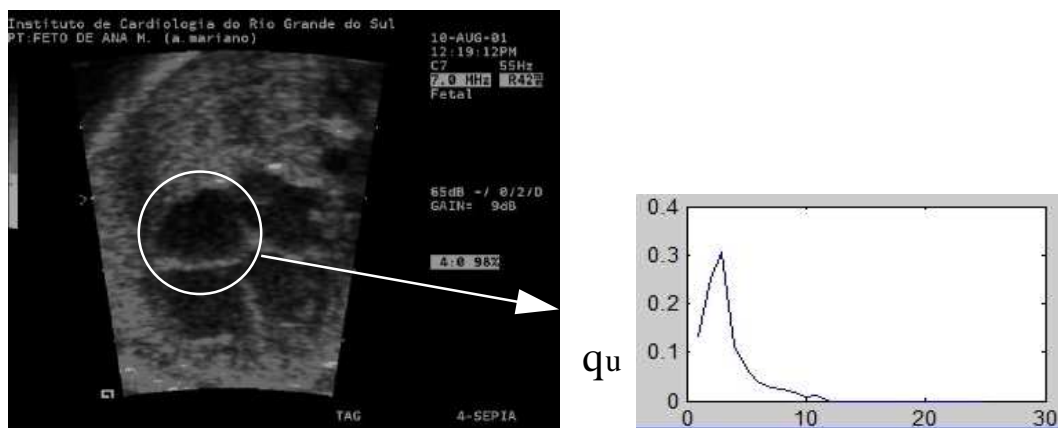 Instituto de Cardiologia do Rio Grande do Sul
PT:FETO DE ANA M. (a.mariano)
10-AUG-01
12:19:12PM
C7 55Hz
7.0 MHz R42
Fetal
65dB -/ 0/2/D
GAIN= 9dB
4:0 98%
TAG 4-SEPIA
qu
0.4
0.3
0.2
0.1
0
0 10 20 30